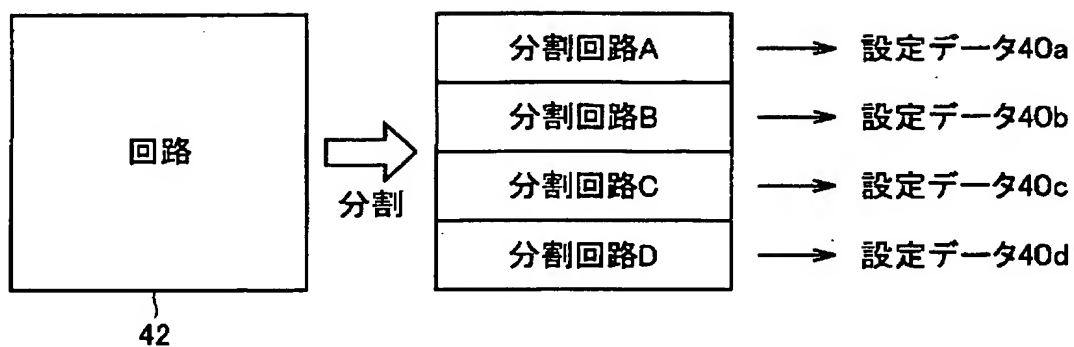 回路
42
分割
分割回路A
設定データ40a
分割回路B
設定データ40b
分割回路C
設定データ40c
分割回路D
設定データ40d